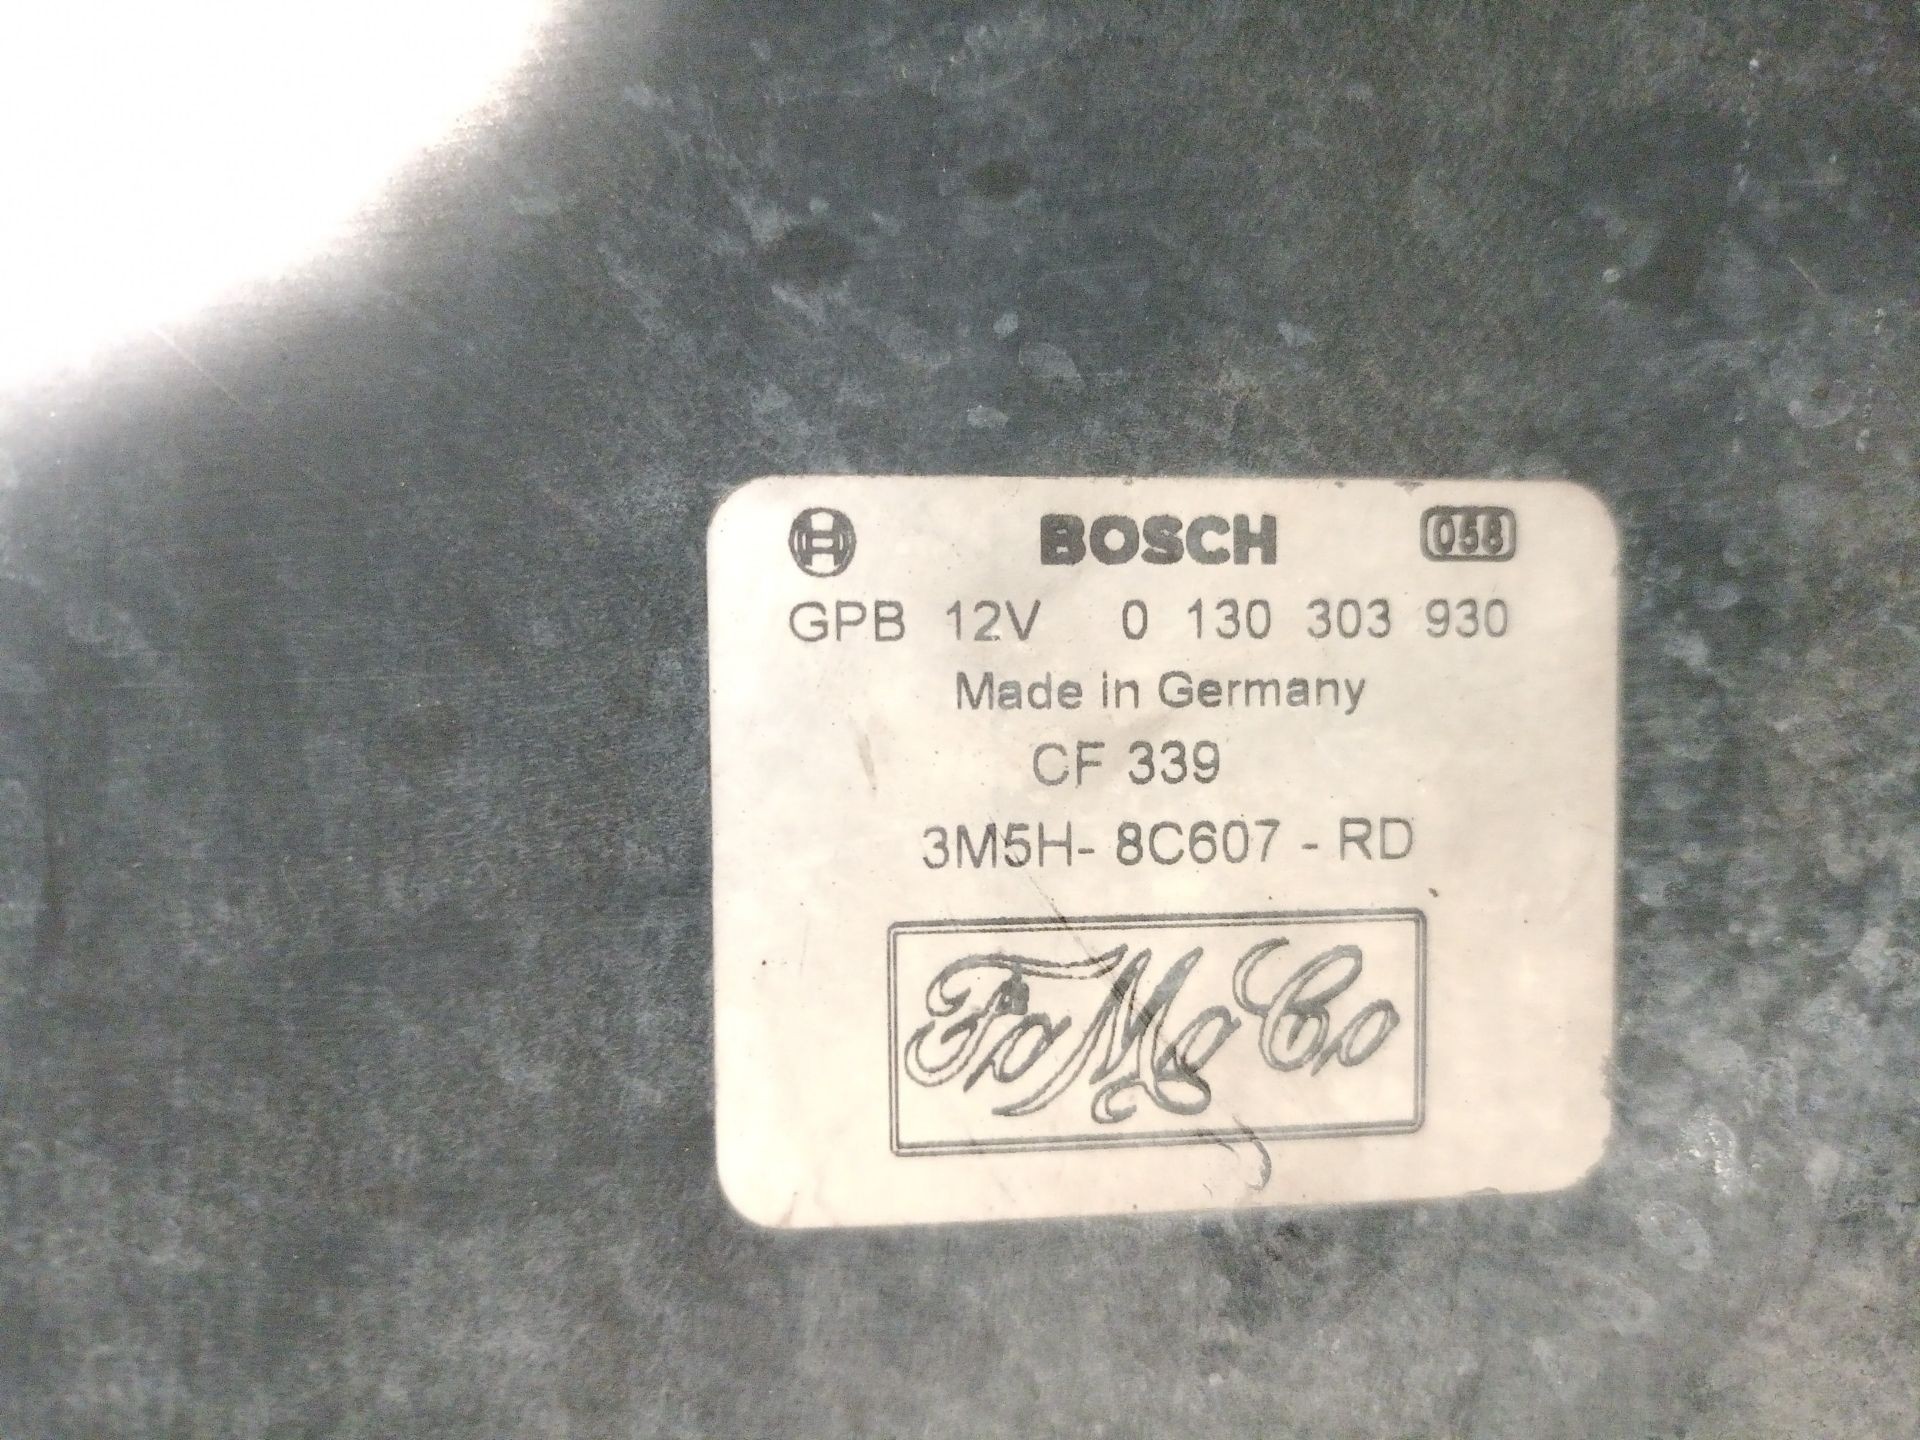 BOSCH 058
GPB 12V 0 130 303 930
Made in Germany
CF 339
3M5H- 8C607 - RD
FoMoCo